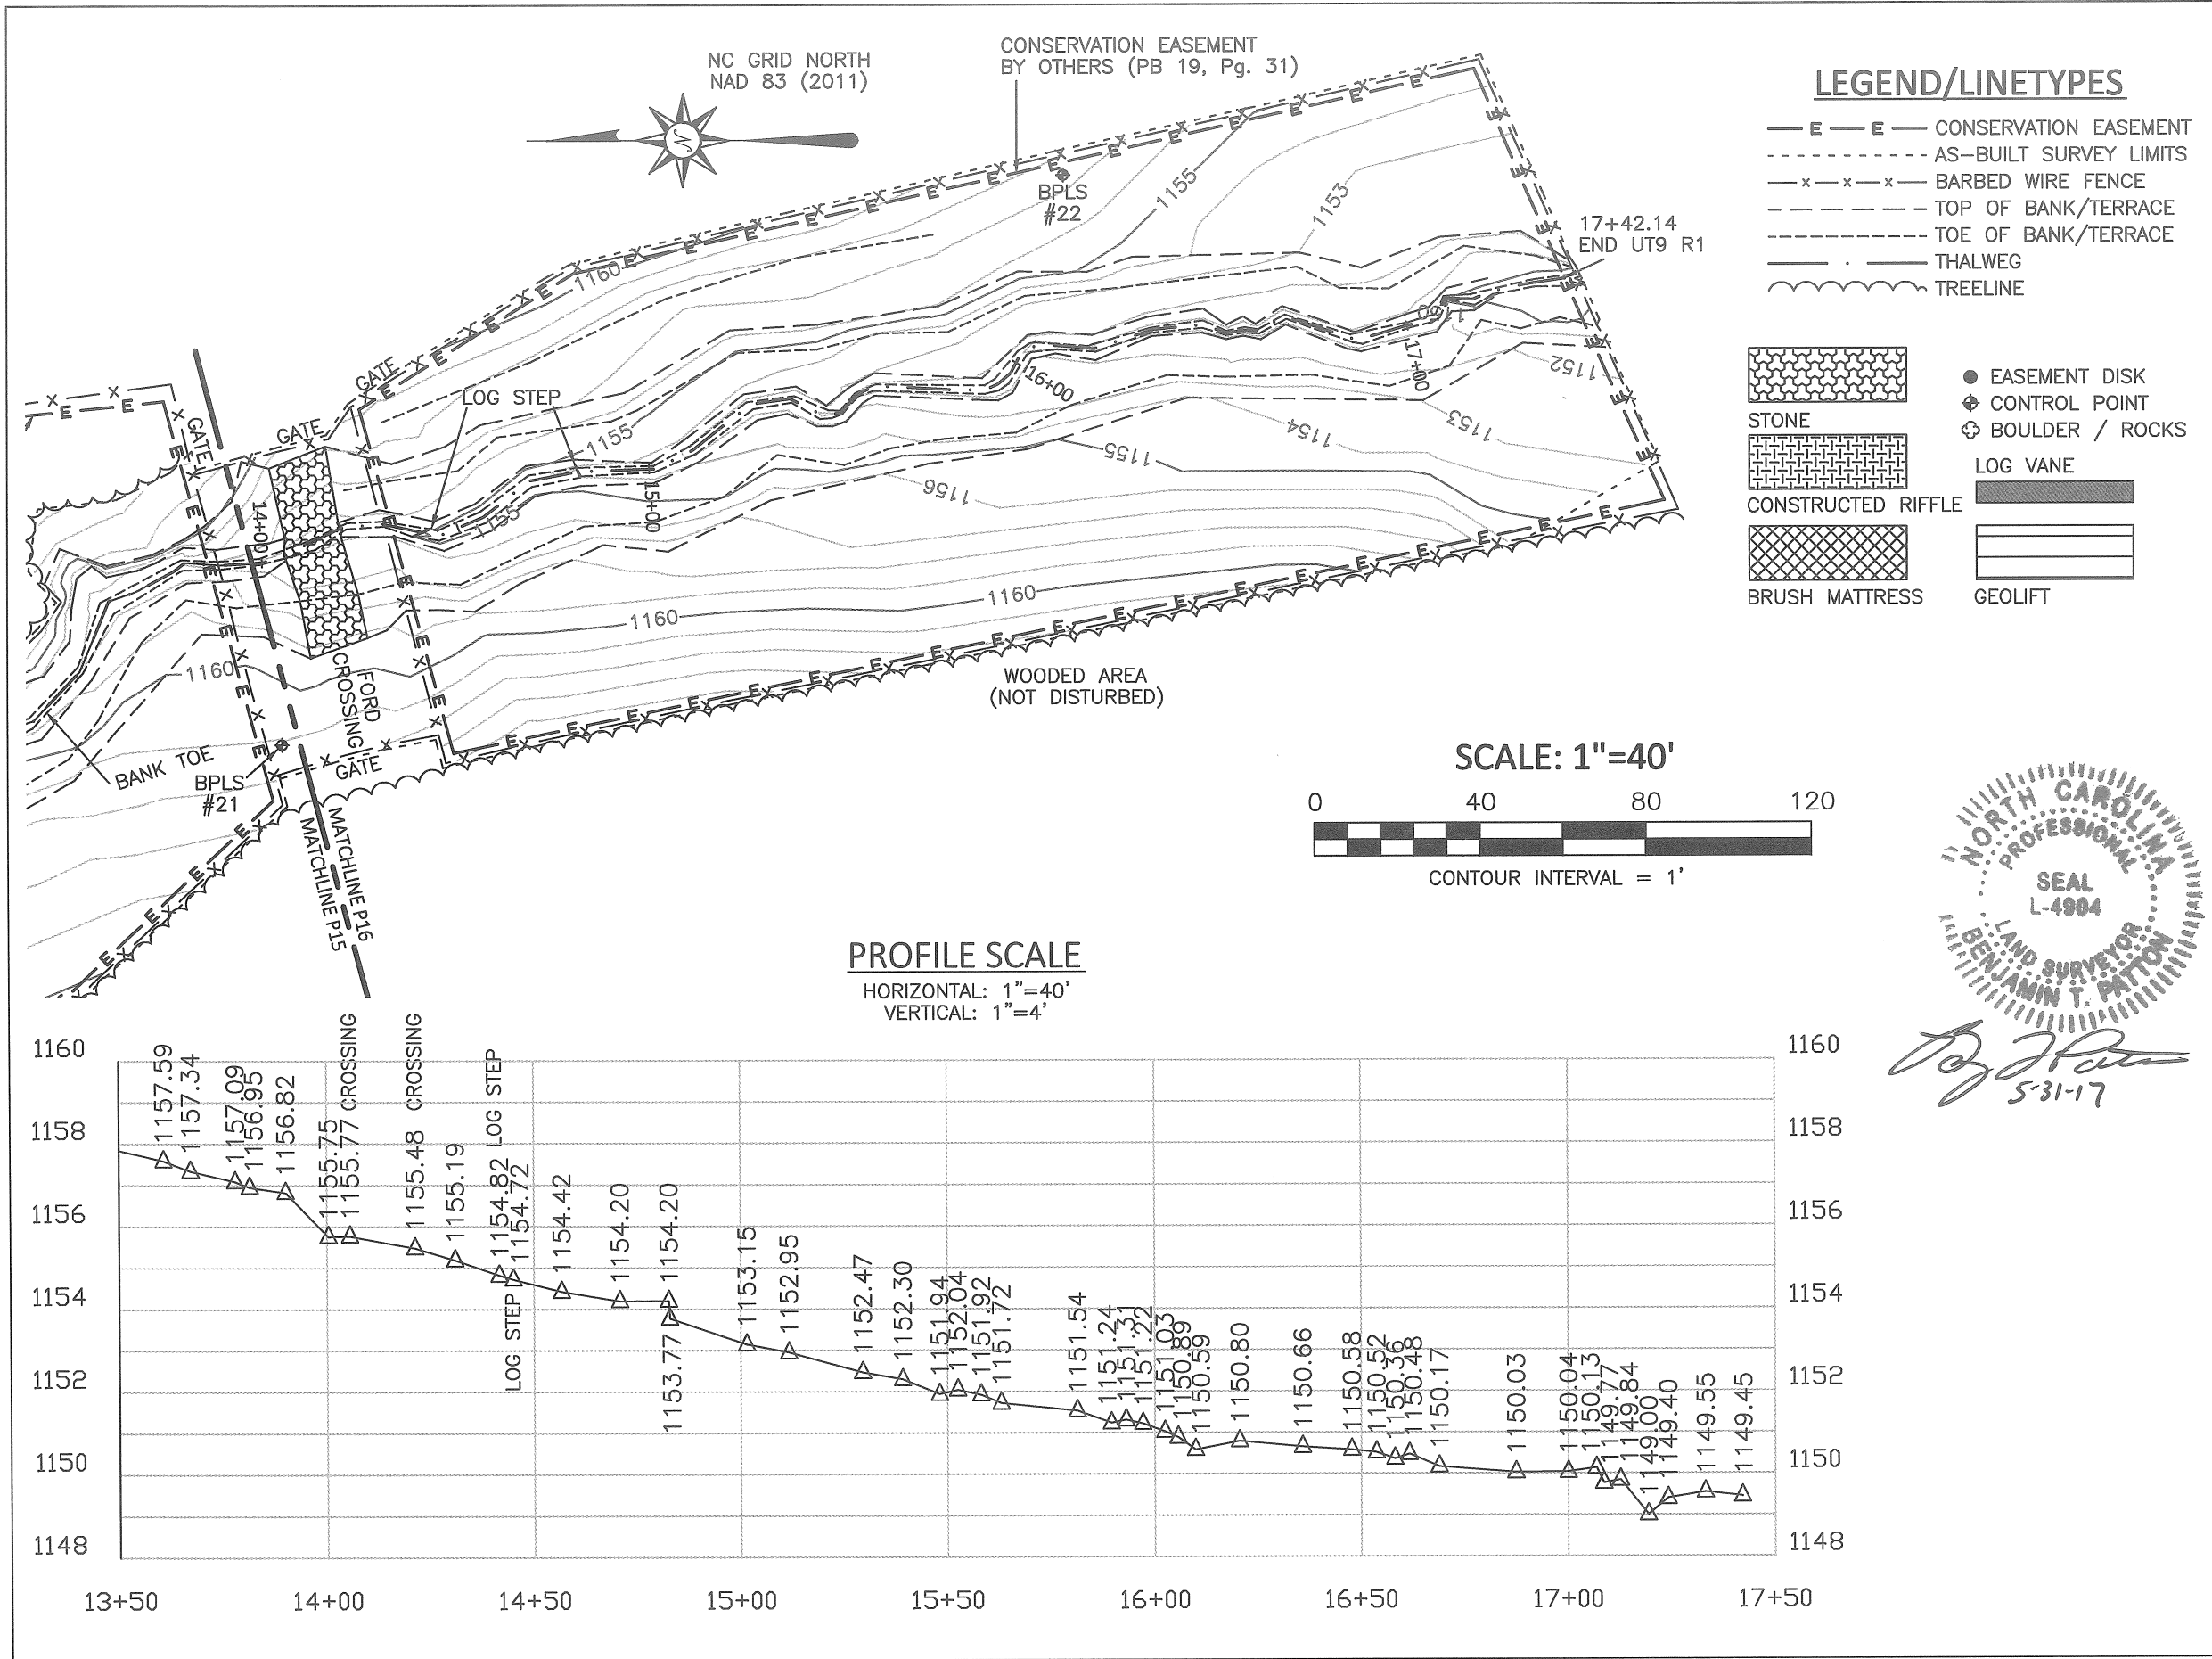 NC GRID NORTH
NAD 83 (2011)
CONSERVATION EASEMENT
BY OTHERS (PB 19, Pg. 31)
N
BPLS
#22
1155
1153
17+42.14
END UT9 R1
1160
GATE
LOG STEP
GATE
GATE
1155
1155
14+00
15+00
16+00
17+00
1152
1153
1154
1155
1156
1160
1160
1160
FORD
CROSSING
WOODED AREA
(NOT DISTURBED)
BANK TOE
BPLS
#21
GATE
MATCHLINE P16
MATCHLINE P15
LEGEND/LINETYPES
E E CONSERVATION EASEMENT
AS-BUILT SURVEY LIMITS
x x x BARBED WIRE FENCE
TOP OF BANK/TERRACE
TOE OF BANK/TERRACE
THALWEG
TREELINE
STONE
CONSTRUCTED RIFFLE
BRUSH MATTRESS
EASEMENT DISK
CONTROL POINT
BOULDER / ROCKS
LOG VANE
GEOLIFT
SCALE: 1"=40'
0 40 80 120
CONTOUR INTERVAL = 1'
NORTH CAROLINA
PROFESSIONAL
SEAL
L-4904
LAND SURVEYOR
BENJAMIN T. PATTON
5-31-17
PROFILE SCALE
HORIZONTAL: 1"=40'
VERTICAL: 1"=4'
1160
1158
1156
1154
1152
1150
1148
1157.59
1157.34
1157.09
1156.95
1156.82
1155.75
1155.77 CROSSING
1155.48 CROSSING
1155.19
1154.82 LOG STEP
1154.72
LOG STEP
1154.42
1154.20
1154.20
1153.77
1153.15
1152.95
1152.47
1152.30
1151.94
1152.04
1151.92
1151.72
1151.54
1151.24
1151.31
1151.22
1151.03
1150.89
1150.59
1150.80
1150.66
1150.58
1150.52
1150.36
1150.48
1150.17
1150.03
1150.04
1150.13
1149.77
1149.84
1149.00
1149.40
1149.55
1149.45
1160
1158
1156
1154
1152
1150
1148
13+50 14+00 14+50 15+00 15+50 16+00 16+50 17+00 17+50